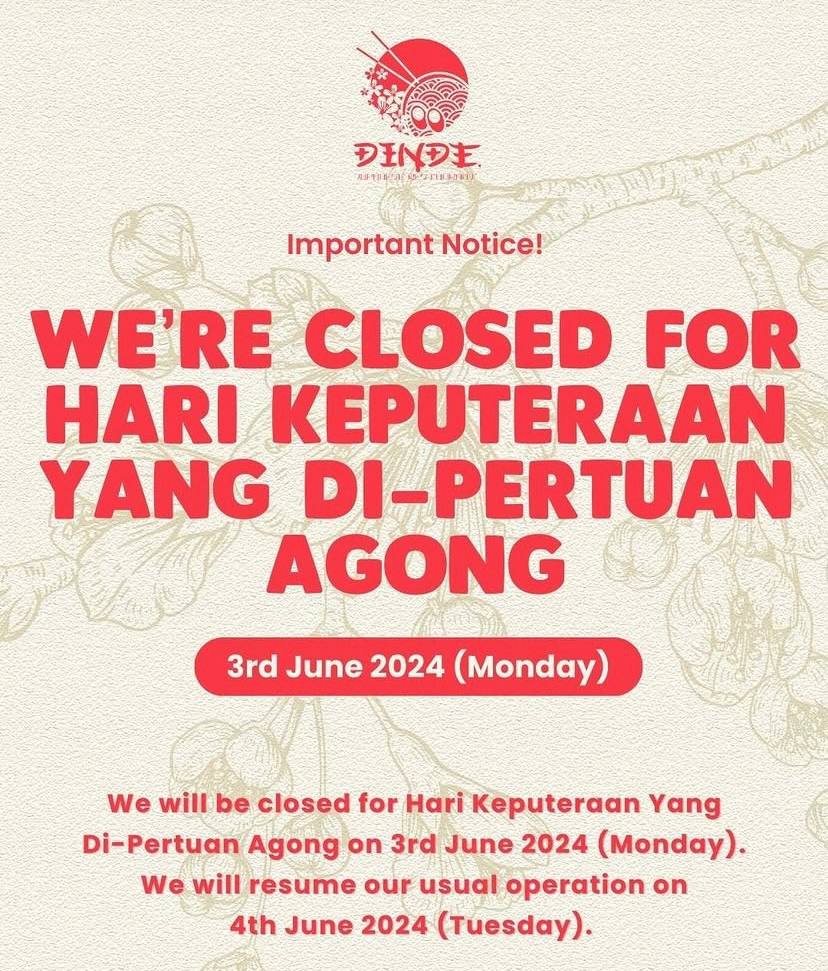 DINDE.
Important Notice!
WE'RE CLOSED FOR
HARI KEPUTERAAN
YANG DI-PERTUAN
AGONG
3rd June 2024 (Monday)
We will be closed for Hari Keputeraan Yang
Di-Pertuan Agong on 3rd June 2024 (Monday).
We will resume our usual operation on
4th June 2024 (Tuesday).